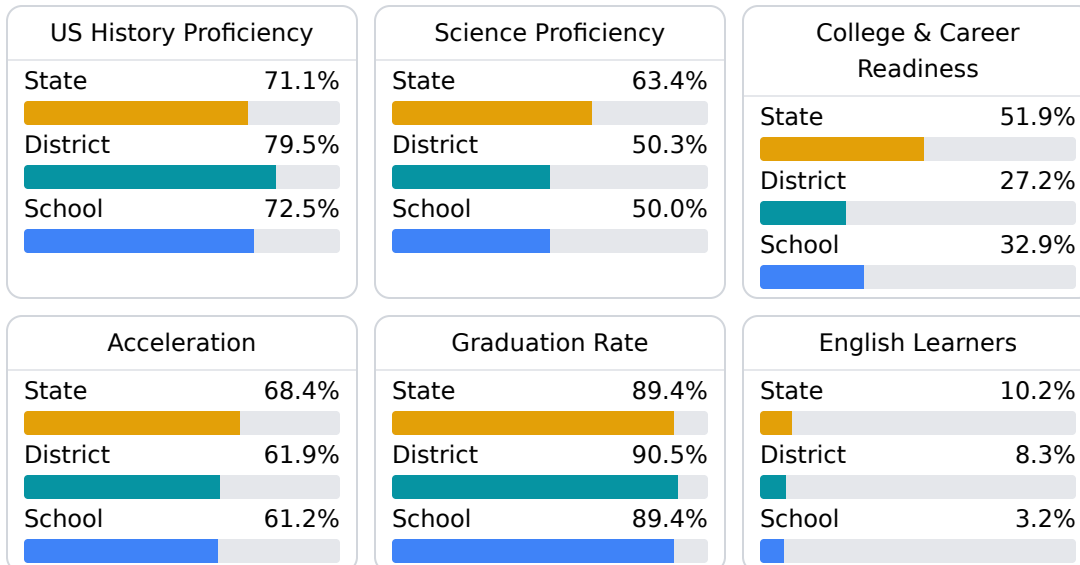 US History Proficiency
State 71.1%
District 79.5%
School 72.5%
Science Proficiency
State 63.4%
District 50.3%
School 50.0%
College & Career
Readiness
State 51.9%
District 27.2%
School 32.9%
Acceleration
State 68.4%
District 61.9%
School 61.2%
Graduation Rate
State 89.4%
District 90.5%
School 89.4%
English Learners
State 10.2%
District 8.3%
School 3.2%